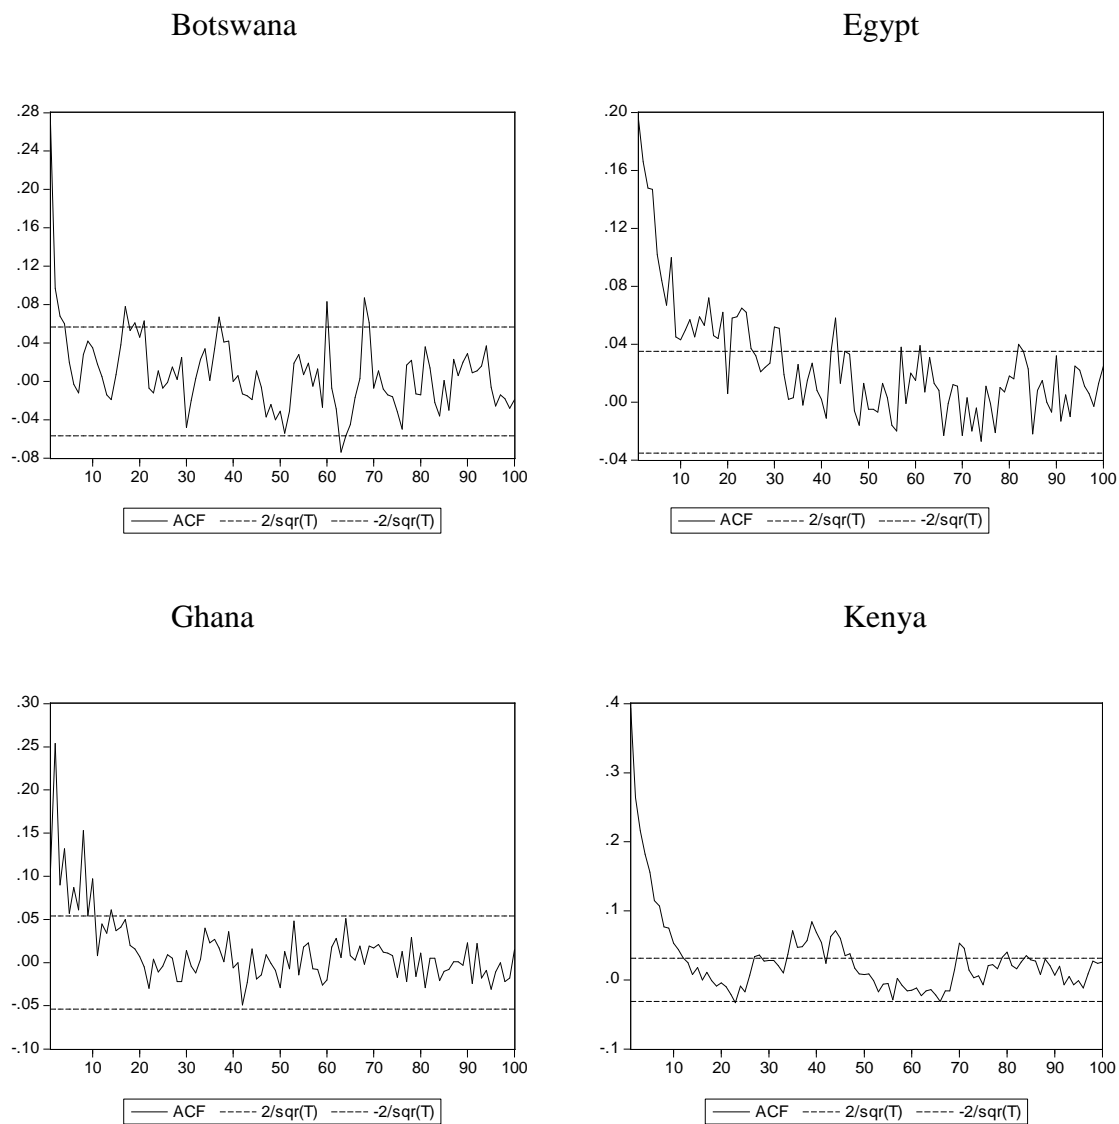 Botswana
Egypt
.28
.24
.20
.16
.12
.08
.04
.00
-.04
-.08
10 20 30 40 50 60 70 80 90 100
ACF 2/sqr(T) -2/sqr(T)
.20
.16
.12
.08
.04
.00
-.04
10 20 30 40 50 60 70 80 90 100
ACF 2/sqr(T) -2/sqr(T)
Ghana
Kenya
.30
.25
.20
.15
.10
.05
.00
-.05
-.10
10 20 30 40 50 60 70 80 90 100
ACF 2/sqr(T) -2/sqr(T)
.4
.3
.2
.1
.0
-.1
10 20 30 40 50 60 70 80 90 100
ACF 2/sqr(T) -2/sqr(T)